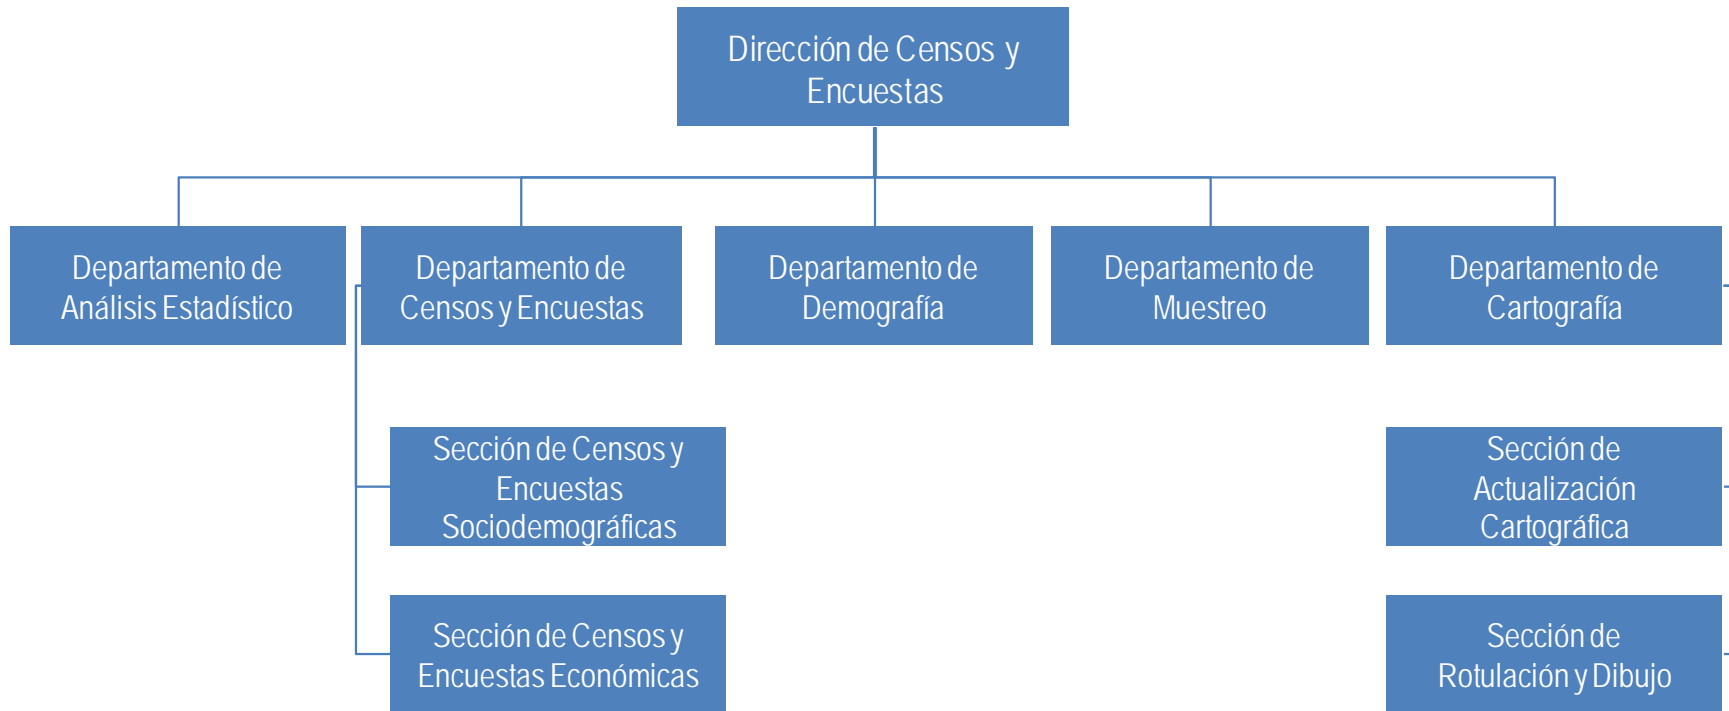 Dirección de Censos y
Encuestas
Departamento de
Análisis Estadístico
Departamento de
Censos y Encuestas
Departamento de
Demografía
Departamento de
Muestreo
Departamento de
Cartografía
Sección de Censos y
Encuestas
Sociodemográficas
Sección de
Actualización
Cartográfica
Sección de Censos y
Encuestas Económicas
Sección de
Rotulación y Dibujo